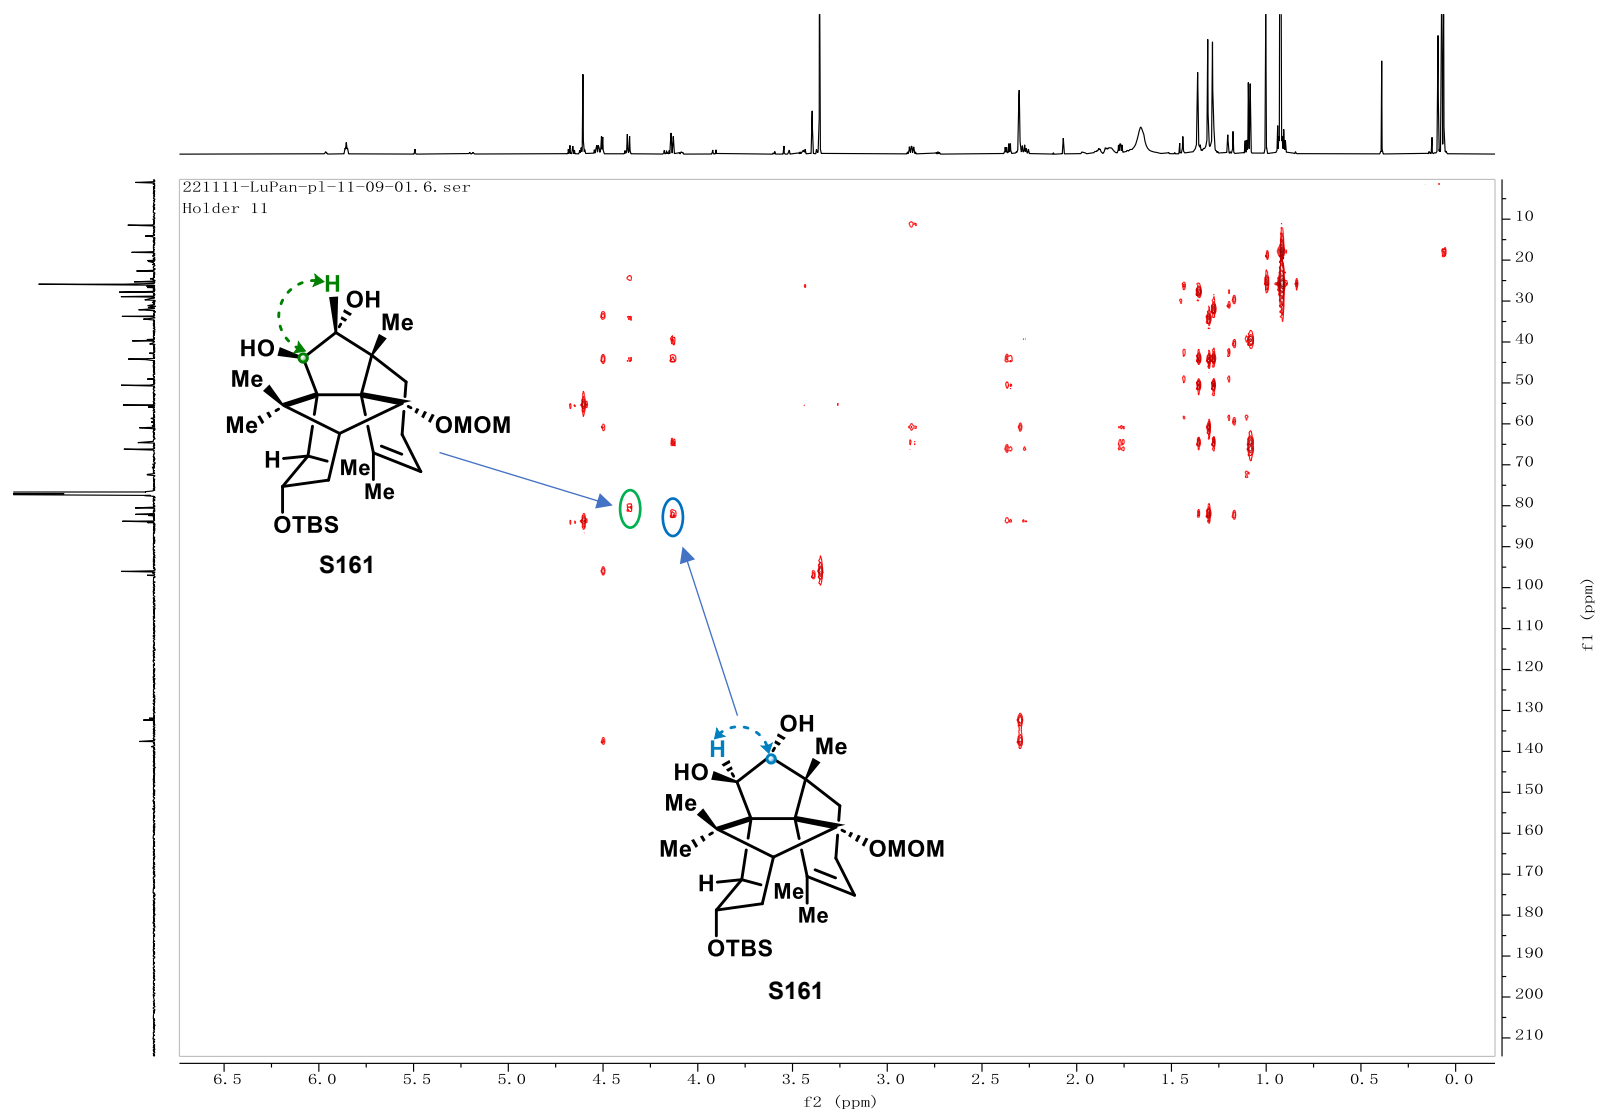 221111-LuPan-pl-11-09-01.6.ser
Holder 11
H
OH
Me
HO
Me
Me
OMOM
H
Me
Me
OTBS
S161
OH
H
Me
HO
Me
Me
OMOM
H
Me
Me
OTBS
S161
10
20
30
40
50
60
70
80
90
100
110
120
130
140
150
160
170
180
190
200
210
f1 (ppm)
6.5 6.0 5.5 5.0 4.5 4.0 3.5 3.0 2.5 2.0 1.5 1.0 0.5 0.0
f2 (ppm)